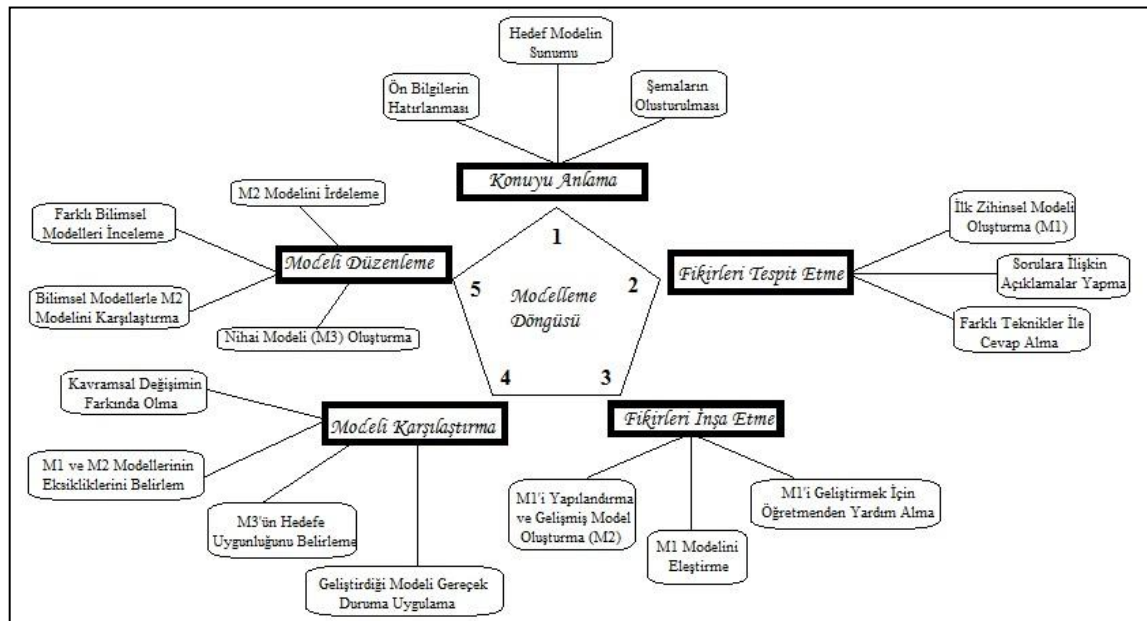 Hedef Modelin
Sunumu
Ön Bilgilerin
Hatırlanması
Şemaların
Olusturulması
Konuyu Anlama
1
M2 Modelini İrdeleme
Farklı Bilimsel
Modelleri İnceleme
Modeli Düzenleme
Bilimsel Modellerle M2
Modelini Karşılaştırma
Nihai Modeli (M3) Oluşturma
5
Modelleme
Döngüsü
2
Fikirleri Tespit Etme
İlk Zihinsel Modeli
Oluşturma (M1)
Sorulara İlişkin
Açıklamalar Yapma
Farklı Teknikler İle
Cevap Alma
4
3
Kavramsal Değişimin
Farkında Olma
Modeli Karşılaştırma
M1 ve M2 Modellerinin
Eksikliklerini Belirlem
M3'ün Hedefe
Uygunluğunu Belirleme
Geliştirdiği Modeli Gereçek
Duruma Uygulama
Fikirleri İnşa Etme
M1'i Yapılandırma
ve Gelişmiş Model
Oluşturma (M2)
M1 Modelini
Eleştirme
M1'i Geliştirmek İçin
Öğretmenden Yardım Alma